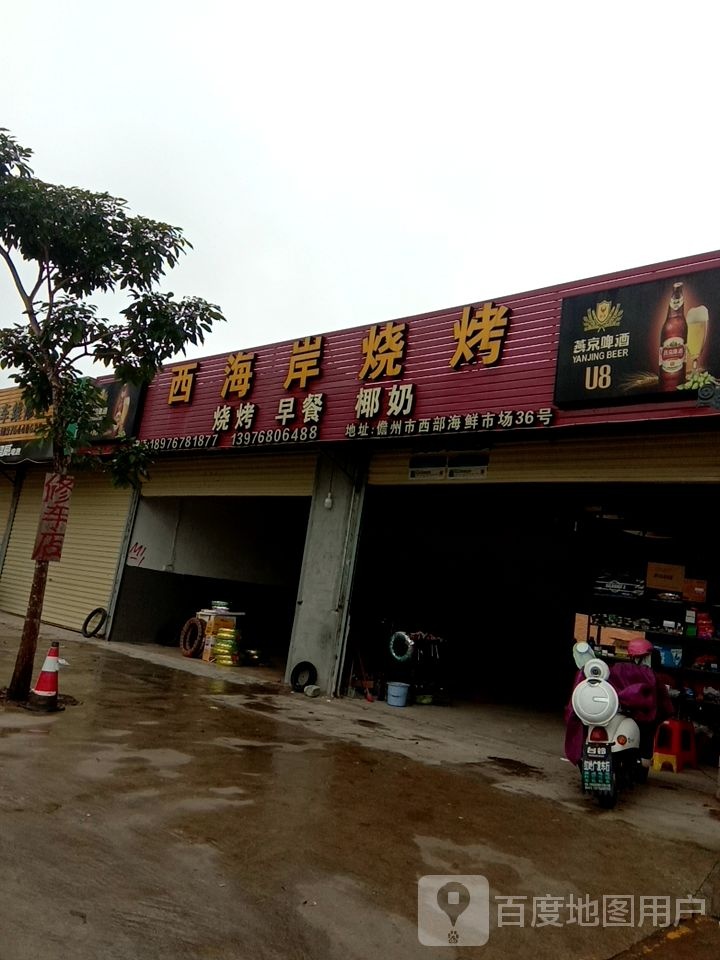 西海岸烧烤
烧烤 早餐 椰奶
18976781877 13976806488
地址:儋州市西部海鲜市场36号
燕京啤酒
YANJING BEER
U8
修车店
百度地图用户